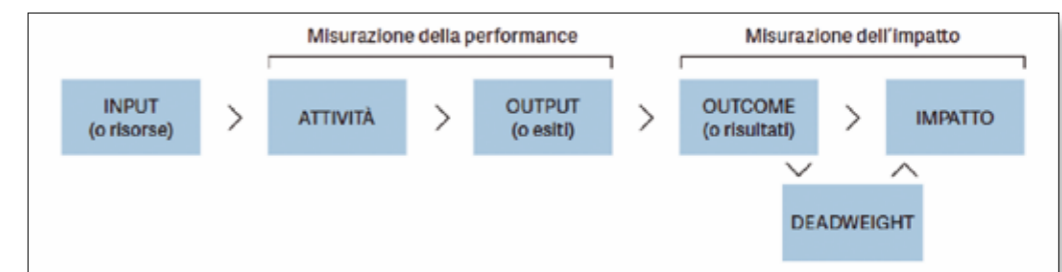 Misurazione della performance
Misurazione dell'impatto
INPUT
(o risorse)
>
ATTIVITÀ
>
OUTPUT
(o esiti)
>
OUTCOME
(o risultati)
>
IMPATTO
DEADWEIGHT